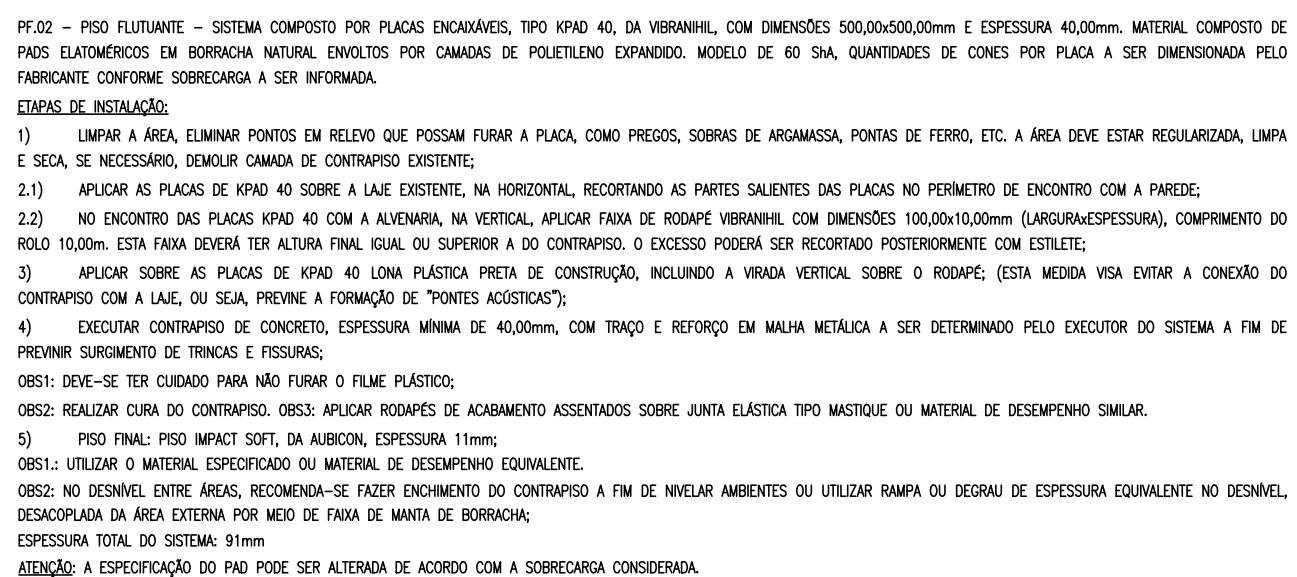 PF.02 – PISO FLUTUANTE – SISTEMA COMPOSTO POR PLACAS ENCAIXÁVEIS, TIPO KPAD 40, DA VIBRANIHIL, COM DIMENSÕES 500,00x500,00mm E ESPESSURA 40,00mm. MATERIAL COMPOSTO DE
PADS ELATOMÉRICOS EM BORRACHA NATURAL ENVOLTOS POR CAMADAS DE POLIETILENO EXPANDIDO. MODELO DE 60 ShA, QUANTIDADES DE CONES POR PLACA A SER DIMENSIONADA PELO
FABRICANTE CONFORME SOBRECARGA A SER INFORMADA.
ETAPAS DE INSTALAÇÃO:
1) LIMPAR A ÁREA, ELIMINAR PONTOS EM RELEVO QUE POSSAM FURAR A PLACA, COMO PREGOS, SOBRAS DE ARGAMASSA, PONTAS DE FERRO, ETC. A ÁREA DEVE ESTAR REGULARIZADA, LIMPA
E SECA, SE NECESSÁRIO, DEMOLIR CAMADA DE CONTRAPISO EXISTENTE;
2.1) APLICAR AS PLACAS DE KPAD 40 SOBRE A LAJE EXISTENTE, NA HORIZONTAL, RECORTANDO AS PARTES SALIENTES DAS PLACAS NO PERÍMETRO DE ENCONTRO COM A PAREDE;
2.2) NO ENCONTRO DAS PLACAS KPAD 40 COM A ALVENARIA, NA VERTICAL, APLICAR FAIXA DE RODAPÉ VIBRANIHIL COM DIMENSÕES 100,00x10,00mm (LARGURAxESPESSURA), COMPRIMENTO DO
ROLO 10,00m. ESTA FAIXA DEVERÁ TER ALTURA FINAL IGUAL OU SUPERIOR A DO CONTRAPISO. O EXCESSO PODERÁ SER RECORTADO POSTERIORMENTE COM ESTILETE;
3) APLICAR SOBRE AS PLACAS DE KPAD 40 LONA PLÁSTICA PRETA DE CONSTRUÇÃO, INCLUINDO A VIRADA VERTICAL SOBRE O RODAPÉ; (ESTA MEDIDA VISA EVITAR A CONEXÃO DO
CONTRAPISO COM A LAJE, OU SEJA, PREVINE A FORMAÇÃO DE "PONTES ACÚSTICAS");
4) EXECUTAR CONTRAPISO DE CONCRETO, ESPESSURA MÍNIMA DE 40,00mm, COM TRAÇO E REFORÇO EM MALHA METÁLICA A SER DETERMINADO PELO EXECUTOR DO SISTEMA A FIM DE
PREVINIR SURGIMENTO DE TRINCAS E FISSURAS;
OBS1: DEVE–SE TER CUIDADO PARA NÃO FURAR O FILME PLÁSTICO;
OBS2: REALIZAR CURA DO CONTRAPISO. OBS3: APLICAR RODAPÉS DE ACABAMENTO ASSENTADOS SOBRE JUNTA ELÁSTICA TIPO MASTIQUE OU MATERIAL DE DESEMPENHO SIMILAR.
5) PISO FINAL: PISO IMPACT SOFT, DA AUBICON, ESPESSURA 11mm;
OBS1.: UTILIZAR O MATERIAL ESPECIFICADO OU MATERIAL DE DESEMPENHO EQUIVALENTE.
OBS2: NO DESNÍVEL ENTRE ÁREAS, RECOMENDA–SE FAZER ENCHIMENTO DO CONTRAPISO A FIM DE NIVELAR AMBIENTES OU UTILIZAR RAMPA OU DEGRAU DE ESPESSURA EQUIVALENTE NO DESNÍVEL,
DESACOPLADA DA ÁREA EXTERNA POR MEIO DE FAIXA DE MANTA DE BORRACHA;
ESPESSURA TOTAL DO SISTEMA: 91mm
ATENÇÃO: A ESPECIFICAÇÃO DO PAD PODE SER ALTERADA DE ACORDO COM A SOBRECARGA CONSIDERADA.